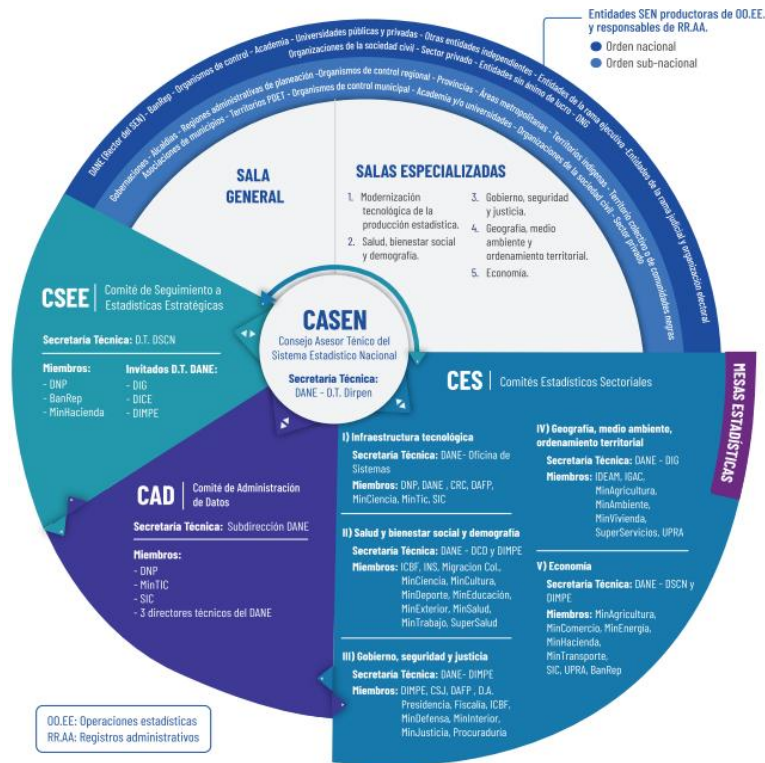 Entidades SEN productoras de OO.EE.
y responsables de RR.AA.
Orden nacional
Orden sub-nacional
DANE (Rector del SEN) - BanRep - Organismos de control - Academia - Universidades públicas y privadas - Otras entidades independientes - Entidades de la rama ejecutiva -Entidades de la rama judicial y organización electoral
Organizaciones de la sociedad civil - Sector privado - Entidades sin ánimo de lucro - ONG
Gobernaciones - Alcaldías - Regiones administrativas de planeación -Organismos de control regional - Provincias - Áreas metropolitanas - Territorios indígenas - Territorio colectivo o de comunidades negras
Asociaciones de municipios - Territorios PDET - Organismos de control municipal - Academia y/o universidades - Organizaciones de la sociedad civil - Sector privado
SALA
GENERAL
SALAS ESPECIALIZADAS
1. Modernización
tecnológica de la
producción estadística.
2. Salud, bienestar social
y demografía.
3. Gobierno, seguridad
y justicia.
4. Geografía, medio
ambiente y
ordenamiento territorial.
5. Economía.
CSEE | Comité de Seguimiento a
Estadísticas Estratégicas
Secretaría Técnica: D.T. DSCN
Miembros:
- DNP
- BanRep
- MinHacienda
Invitados D.T. DANE:
- DIG
- DICE
- DIMPE
CASEN
Consejo Asesor Ténico del
Sistema Estadístico Nacional
Secretaría Técnica:
DANE - D.T. Dirpen
CAD | Comité de Administración
de Datos
Secretaría Técnica: Subdirección DANE
Miembros:
- DNP
- MinTIC
- SIC
- 3 directores técnicos del DANE
CES | Comités Estadísticos Sectoriales
MESAS ESTADÍSTICAS
I) Infraestructura tecnológica
Secretaría Técnica: DANE- Oficina de
Sistemas
Miembros: DNP, DANE , CRC, DAFP,
MinCiencia, MinTic, SIC
II) Salud y bienestar social y demografía
Secretaría Técnica: DANE - DCD y DIMPE
Miembros: ICBF, INS, Migracion Col.,
MinCiencia, MinCultura,
MinDeporte, MinEducación,
MinExterior, MinSalud,
MinTrabajo, SuperSalud
III) Gobierno, seguridad y justicia
Secretaría Técnica: DANE- DIMPE
Miembros: DIMPE, CSJ, DAFP , D.A.
Presidencia, Fiscalía, ICBF,
MinDefensa, MinInterior,
MinJusticia, Procuraduría
IV) Geografía, medio ambiente,
ordenamiento territorial
Secretaría Técnica: DANE - DIG
Miembros: IDEAM, IGAC,
MinAgricultura,
MinAmbiente,
MinVivienda,
SuperServicios, UPRA
V) Economía
Secretaría Técnica: DANE - DSCN y
DIMPE
Miembros: MinAgricultura,
MinComercio, MinEnergía,
MinHacienda,
MinTransporte,
SIC, UPRA, BanRep
OO.EE: Operaciones estadísticas
RR.AA: Registros administrativos